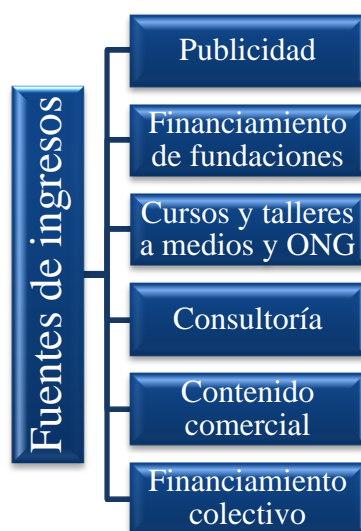 Fuentes de ingresos
Publicidad
Financiamiento
de fundaciones
Cursos y talleres
a medios y ONG
Consultoría
Contenido
comercial
Financiamiento
colectivo